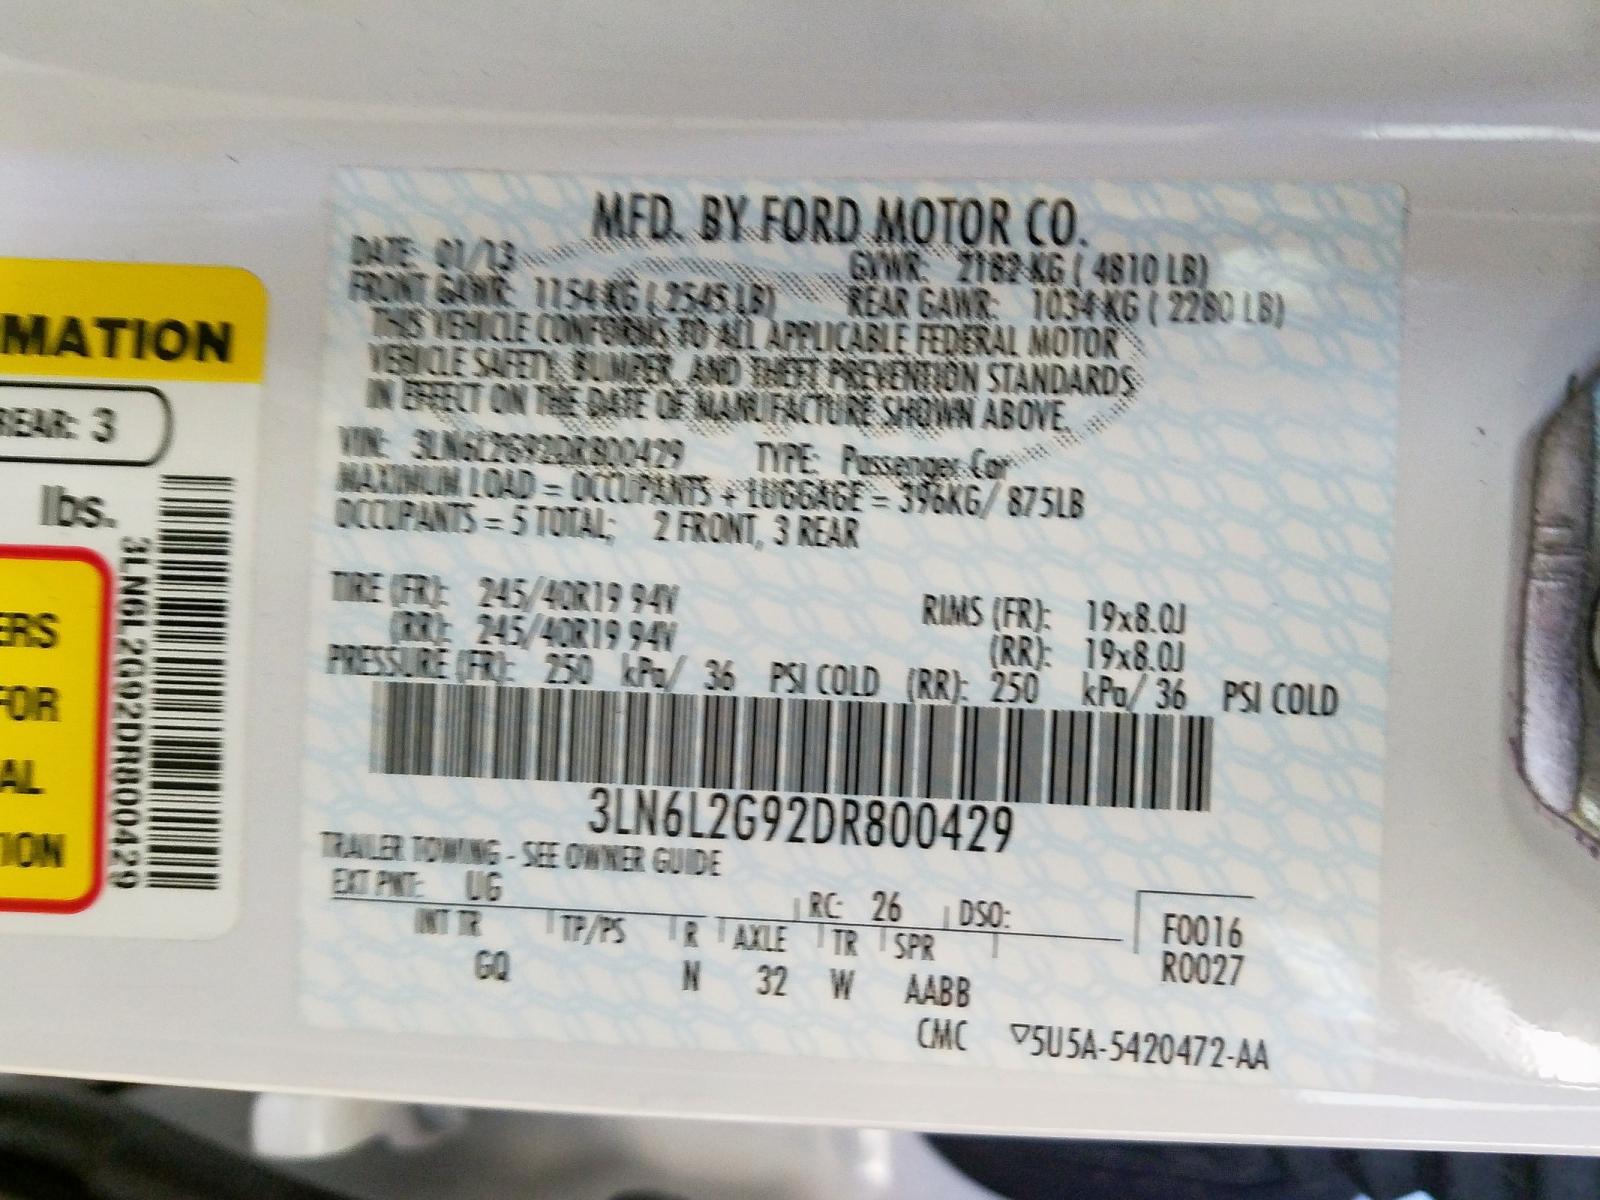 MFD. BY FORD MOTOR CO.
DATE: 01/13 GVWR: 2182 KG ( 4810 LB)
FRONT GAWR: 1154 KG ( 2545 LB) REAR GAWR: 1034 KG ( 2280 LB)
THIS VEHICLE CONFORMS TO ALL APPLICABLE FEDERAL MOTOR
VEHICLE SAFETY, BUMPER, AND THEFT PREVENTION STANDARDS
IN EFFECT ON THE DATE OF MANUFACTURE SHOWN ABOVE.
VIN: 3LN6L2G92DR800429 TYPE: Passenger Car
MAXIMUM LOAD = OCCUPANTS + LUGGAGE = 396KG/ 875LB
OCCUPANTS = 5 TOTAL; 2 FRONT, 3 REAR
TIRE (FR): 245/40R19 94V RIMS (FR): 19x8.0J
(RR): 245/40R19 94V (RR): 19x8.0J
PRESSURE (FR): 250 kPa/ 36 PSI COLD (RR): 250 kPa/ 36 PSI COLD
3LN6L2G92DR800429
TRAILER TOWING - SEE OWNER GUIDE
EXT PNT: UG RC: 26 DSO:
INT TR TP/PS R AXLE TR SPR F0016
GQ N 32 W AABB R0027
CMC ▽5U5A-5420472-AA
MATION
REAR: 3
lbs.
3LN6L2G92DR800429
ERS
FOR
AL
ION